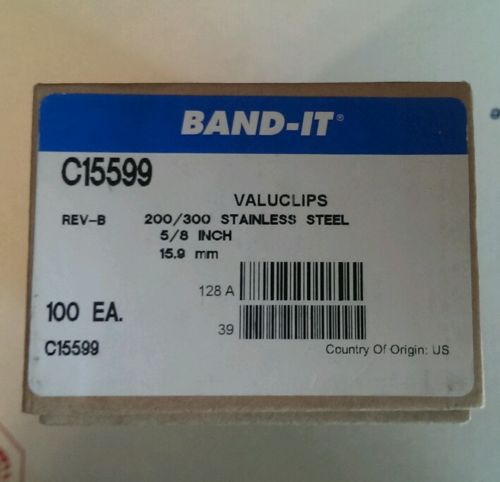 BAND-IT®
C15599
VALUCLIPS
REV-B 200/300 STAINLESS STEEL
5/8 INCH
15.9 mm
128 A
100 EA.
39
C15599
Country Of Origin: US